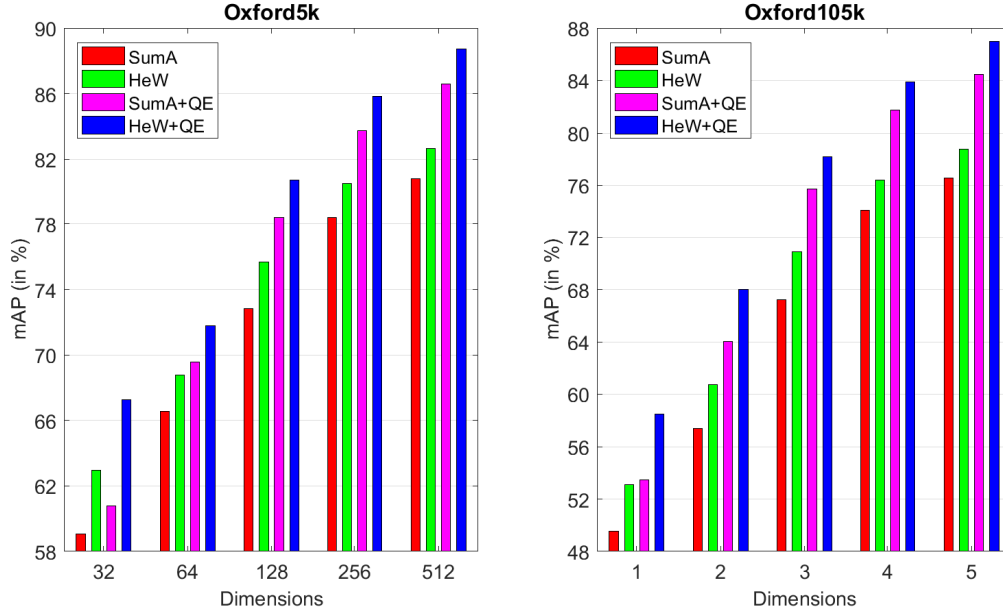 Oxford5k
90
86
82
78
74
70
66
62
58
mAP (in %)
SumA
HeW
SumA+QE
HeW+QE
32 64 128 256 512
Dimensions
Oxford105k
88
84
80
76
72
68
64
60
56
52
48
mAP (in %)
SumA
HeW
SumA+QE
HeW+QE
1 2 3 4 5
Dimensions